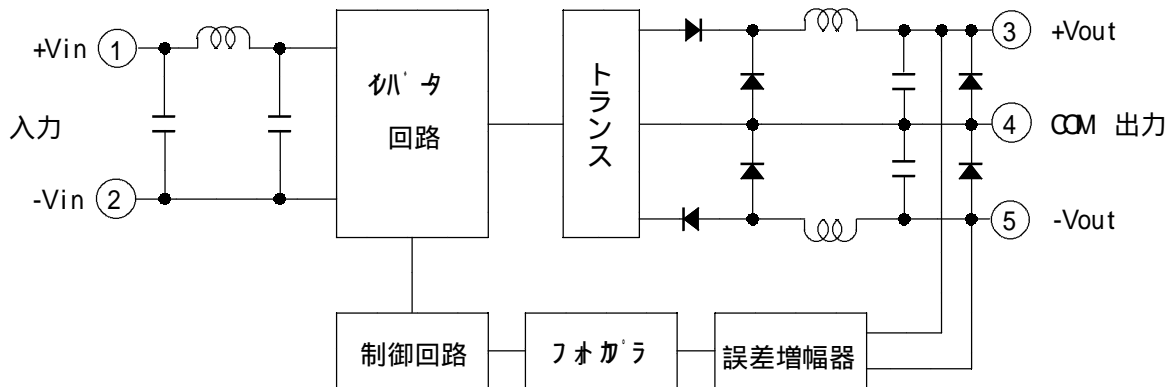 +Vin 1
入力
-Vin 2
ｲﾝﾊﾞｰﾀ
回路
トランス
3 +Vout
4 COM 出力
5 -Vout
制御回路
ﾌｫﾄｶﾌﾟﾗ
誤差増幅器